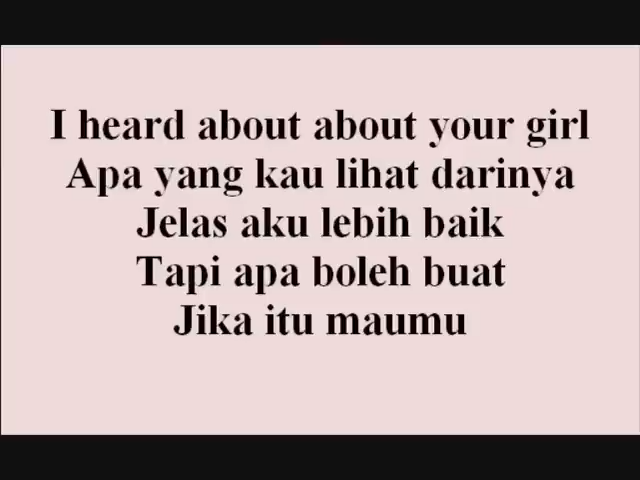 I heard about about your girl
Apa yang kau lihat darinya
Jelas aku lebih baik
Tapi apa boleh buat
Jika itu maumu